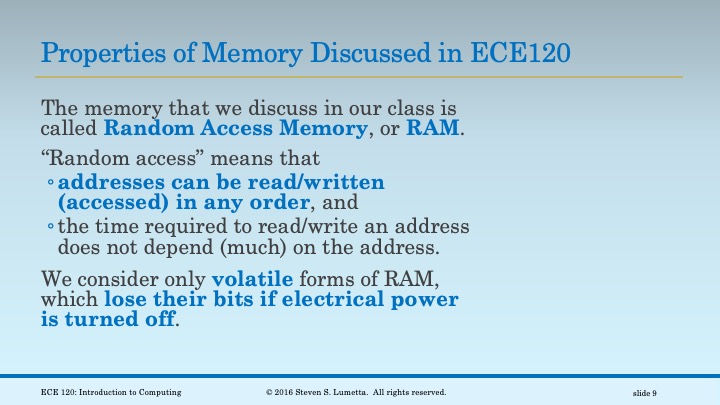 Properties of Memory Discussed in ECE120
The memory that we discuss in our class is
called Random Access Memory, or RAM.
“Random access” means that
◦ addresses can be read/written
(accessed) in any order, and
◦ the time required to read/write an address
does not depend (much) on the address.
We consider only volatile forms of RAM,
which lose their bits if electrical power
is turned off.
ECE 120: Introduction to Computing
© 2016 Steven S. Lumetta. All rights reserved.
slide 9